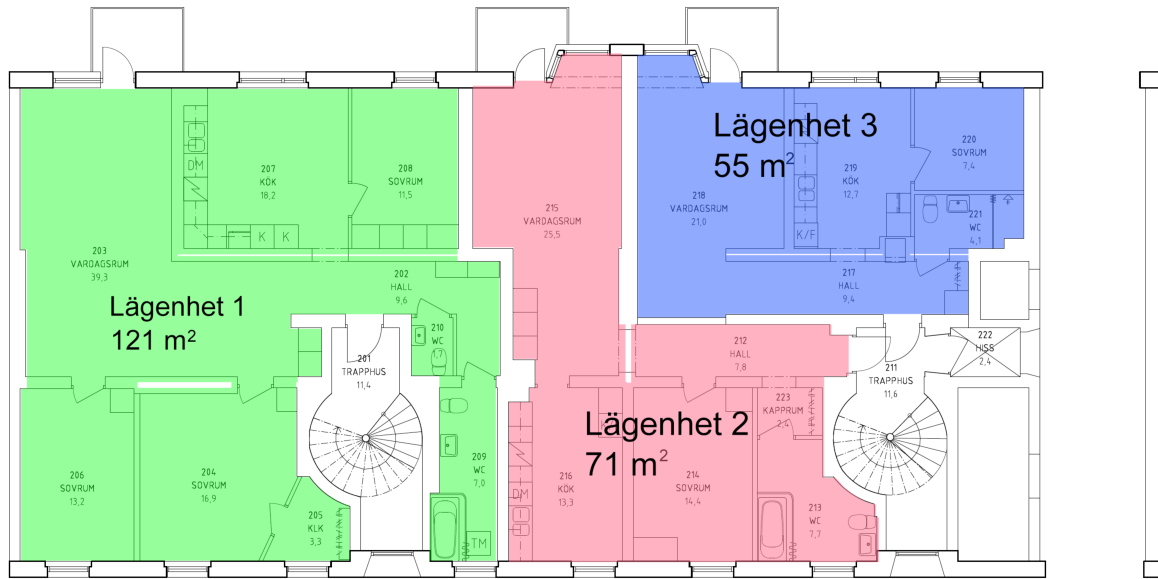 Lägenhet 1
121 m²
Lägenhet 2
71 m²
Lägenhet 3
55 m²
203
VARDAGSRUM
39,3
207
KÖK
18,2
208
SOVRUM
11,5
DM
K
K
202
HALL
9,6
210
WC
1,7
201
TRAPPHUS
11,4
206
SOVRUM
13,2
204
SOVRUM
16,9
205
KLK
3,3
209
WC
7,0
TM
215
VARDAGSRUM
25,5
212
HALL
7,8
223
KAPPRUM
2,4
216
KÖK
13,3
DM
K
214
SOVRUM
14,4
213
WC
7,7
218
VARDAGSRUM
21,0
219
KÖK
12,7
K/F
220
SOVRUM
7,4
221
WC
4,1
217
HALL
9,4
211
TRAPPHUS
11,6
222
HISS
2,4